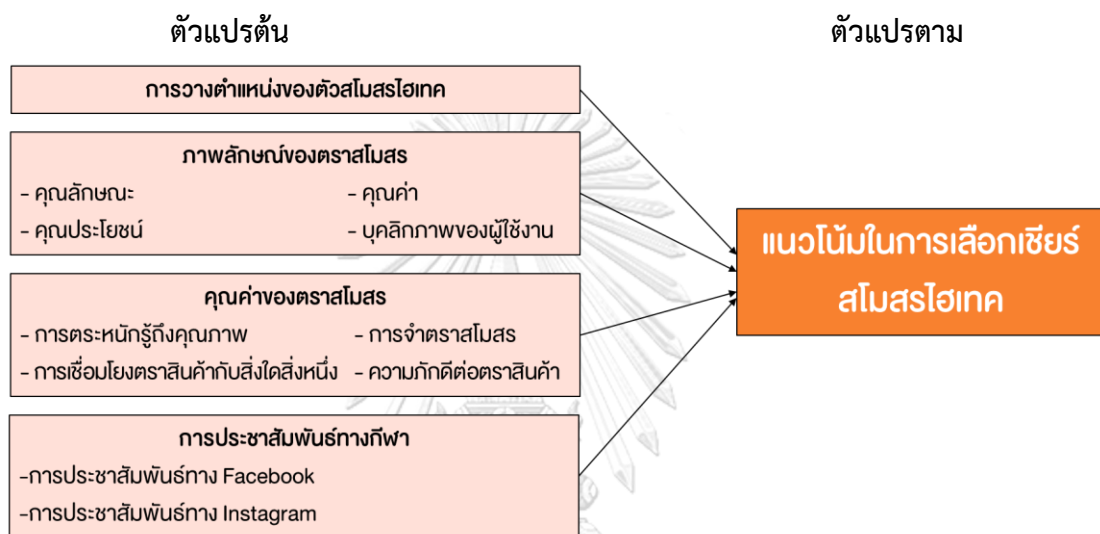 ตัวแปรต้น ตัวแปรตาม
การวางตำแหน่งของตัวสโมสรไฮเทค
ภาพลักษณ์ของตราสโมสร
- คุณลักษณะ - คุณค่า
- คุณประโยชน์ - บุคลิกภาพของผู้ใช้งาน
คุณค่าของตราสโมสร
- การตระหนักรู้ถึงคุณภาพ - การจำตราสโมสร
- การเชื่อมโยงตราสินค้ากับสิ่งใดสิ่งหนึ่ง - ความภักดีต่อตราสินค้า
การประชาสัมพันธ์ทางกีฬา
-การประชาสัมพันธ์ทาง Facebook
-การประชาสัมพันธ์ทาง Instagram
แนวโน้มในการเลือกเชียร์
สโมสรไฮเทค